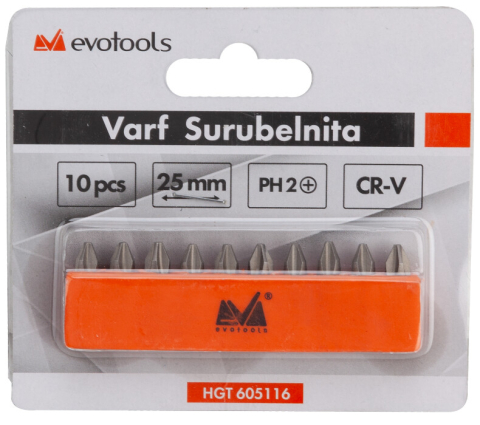 evotools
Varf Surubelnita
10 pcs
25 mm
PH 2
CR-V
®
evotools
HGT 605116